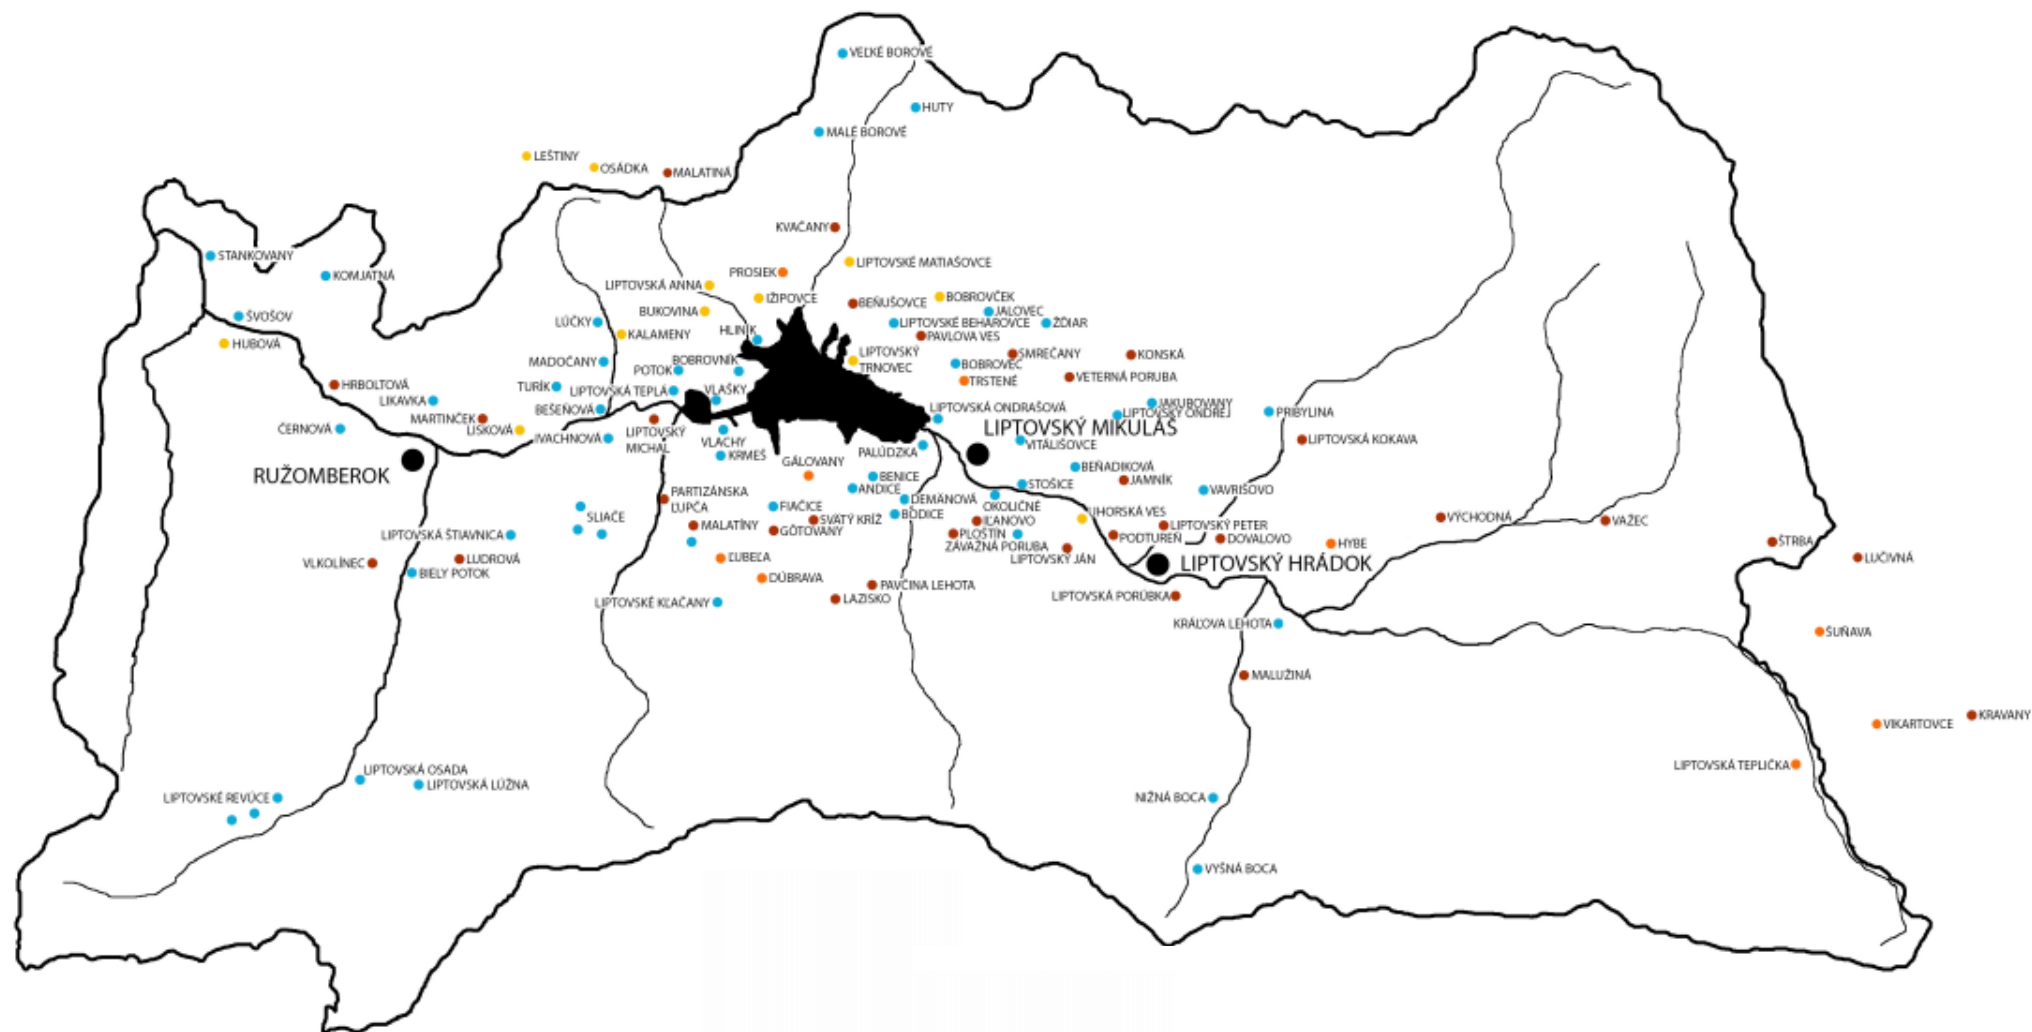 VEĽKÉ BOROVÉ
HUTY
MALÉ BOROVÉ
LEŠTINY
OSÁDKA
MALATINÁ
KVAČANY
STANKOVANY
KOMJATNÁ
LIPTOVSKÉ MATIAŠOVCE
PROSIEK
LIPTOVSKÁ ANNA
IŽIPOVCE
BOBROVČEK
BEŇUŠOVCE
BUKOVINA
JALOVEC
ŠVOŠOV
LÚČKY
LIPTOVSKÉ BEHAROVCE
ŽDIAR
HLINÍK
KALAMENY
PAVLOVA VES
HUBOVÁ
LIPTOVSKÝ
TRNOVEC
SMREČANY
KONSKÁ
MADOČANY
BOBROVNÍK
POTOK
BOBROVEC
VETERNÁ PORUBA
TRSTENÉ
HRBOLTOVÁ
TURÍK
LIPTOVSKÁ TEPLÁ
VLAŠKY
LIKAVKA
JAKUBOVANY
BEŠEŇOVÁ
LIPTOVSKÁ ONDRAŠOVÁ
LIPTOVSKÝ ONDREJ
PRIBYLINA
MARTINČEK
LISKOVÁ
ČERNOVÁ
LIPTOVSKÝ
MICHAL
LIPTOVSKÝ MIKULÁŠ
IVACHNOVÁ
VLACHY
VITÁLIŠOVCE
LIPTOVSKÁ KOKAVA
KRMEŠ
PALÚDZKA
GÁLOVANY
BEŇADIKOVÁ
RUŽOMBEROK
BENICE
JAMNÍK
ANDICE
STOŠICE
VAVRIŠOVO
PARTIZÁNSKA
ĽUPČA
DEMÄNOVÁ
OKOLIČNÉ
FIAČICE
BODICE
UHORSKÁ VES
SLIAČE
SVÄTÝ KRÍŽ
IĽANOVO
VÝCHODNÁ
VAŽEC
MALATÍNY
GÔTOVANY
LIPTOVSKÝ PETER
LIPTOVSKÁ ŠTIAVNICA
PLOŠTÍN
PODTUREŇ
DOVALOVO
ZÁVAŽNÁ PORUBA
HYBE
ŠTRBA
LIPTOVSKÝ JÁN
VLKOLÍNEC
LUDROVÁ
ĽUBEĽA
LIPTOVSKÝ HRÁDOK
LUČIVNÁ
BIELY POTOK
DÚBRAVA
PAVČINA LEHOTA
LAZISKO
LIPTOVSKÉ KĽAČANY
LIPTOVSKÁ PORÚBKA
KRÁĽOVA LEHOTA
ŠUŇAVA
MALUŽINÁ
KRAVANY
VIKARTOVCE
LIPTOVSKÁ TEPLIČKA
LIPTOVSKÁ OSADA
LIPTOVSKÁ LÚŽNA
LIPTOVSKÉ REVÚCE
NIŽNÁ BOCA
VYŠNÁ BOCA